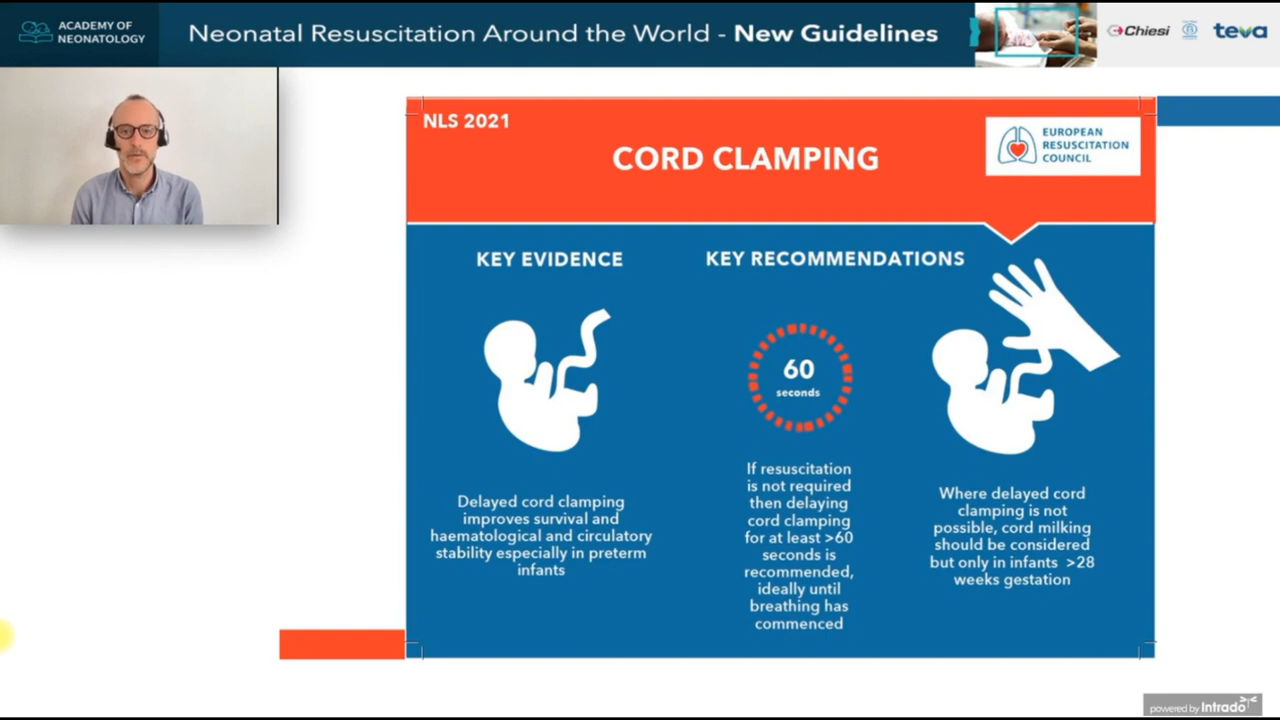 ACADEMY OF
NEONATOLOGY
Neonatal Resuscitation Around the World - New Guidelines
Chiesi
teva
NLS 2021
CORD CLAMPING
EUROPEAN
RESUSCITATION
COUNCIL
KEY EVIDENCE
Delayed cord clamping
improves survival and
haematological and circulatory
stability especially in preterm
infants
KEY RECOMMENDATIONS
60
seconds
If resuscitation
is not required
then delaying
cord clamping
for at least >60
seconds is
recommended,
ideally until
breathing has
commenced
Where delayed cord
clamping is not
possible, cord milking
should be considered
but only in infants >28
weeks gestation
powered by Intrado